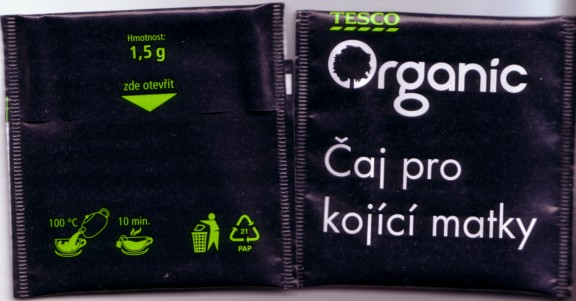 Hmotnost:
1,5 g
zde otevřít
100 °C
10 min.
21
PAP
TESCO
Organic
Čaj pro
kojící matky